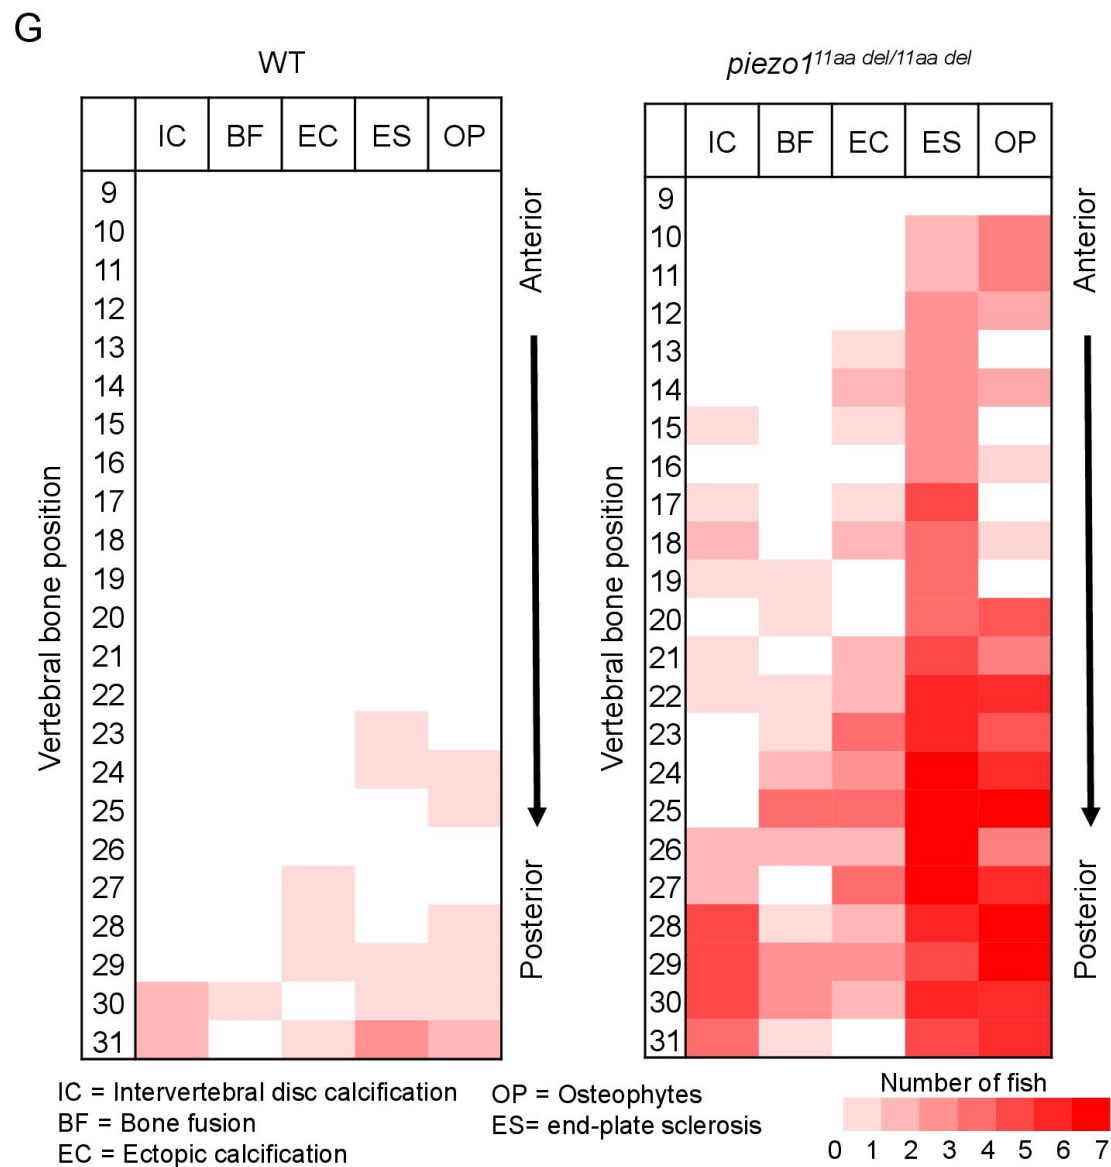 G
WT
piezo1 11aa del/11aa del
IC BF EC ES OP
9
10
11
12
13
14
15
16
17
18
19
20
21
22
23
24
25
26
27
28
29
30
31
Vertebral bone position
Anterior
Posterior
IC BF EC ES OP
9
10
11
12
13
14
15
16
17
18
19
20
21
22
23
24
25
26
27
28
29
30
31
Vertebral bone position
Anterior
Posterior
IC = Intervertebral disc calcification
BF = Bone fusion
EC = Ectopic calcification
OP = Osteophytes
ES= end-plate sclerosis
Number of fish
0 1 2 3 4 5 6 7